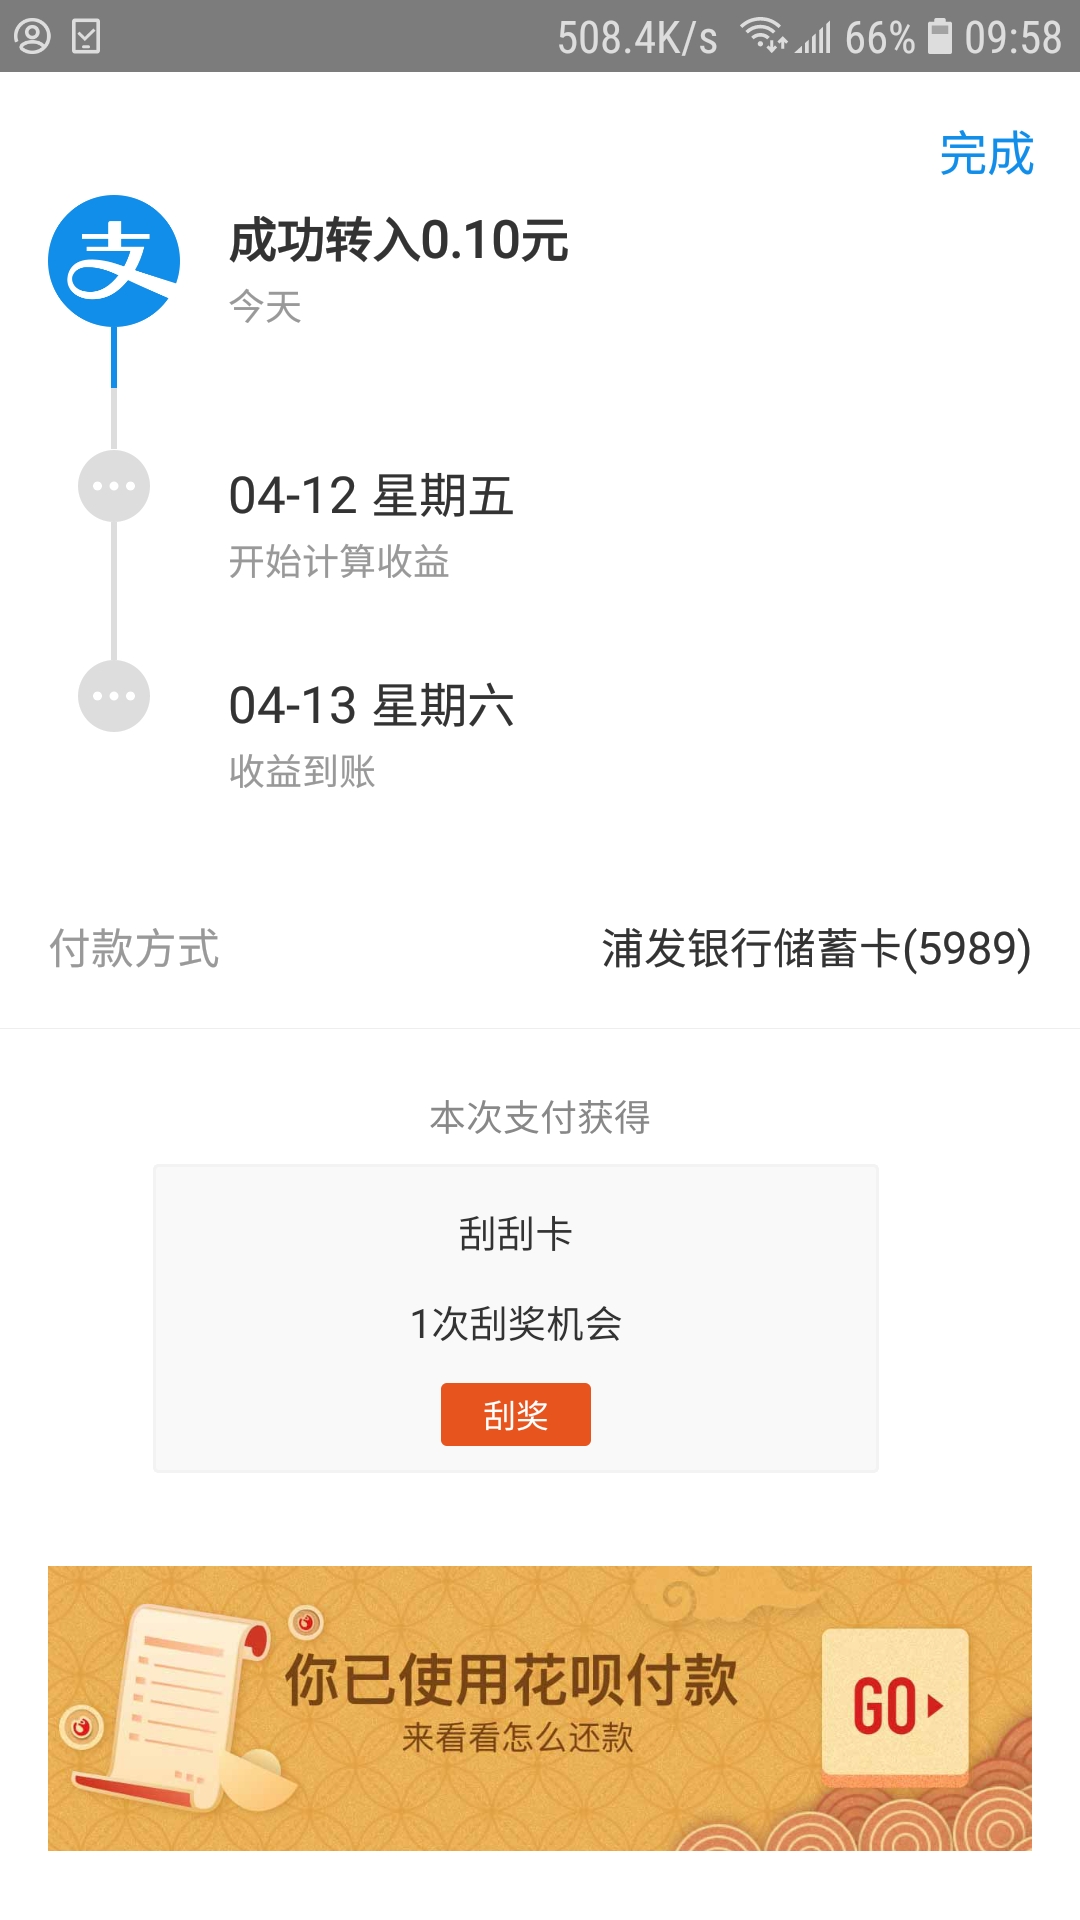 508.4K/s 66% 09:58
完成
支
成功转入0.10元
今天
04-12 星期五
开始计算收益
04-13 星期六
收益到账
付款方式 浦发银行储蓄卡(5989)
本次支付获得
刮刮卡
1次刮奖机会
刮奖
你已使用花呗付款
来看看怎么还款
GO